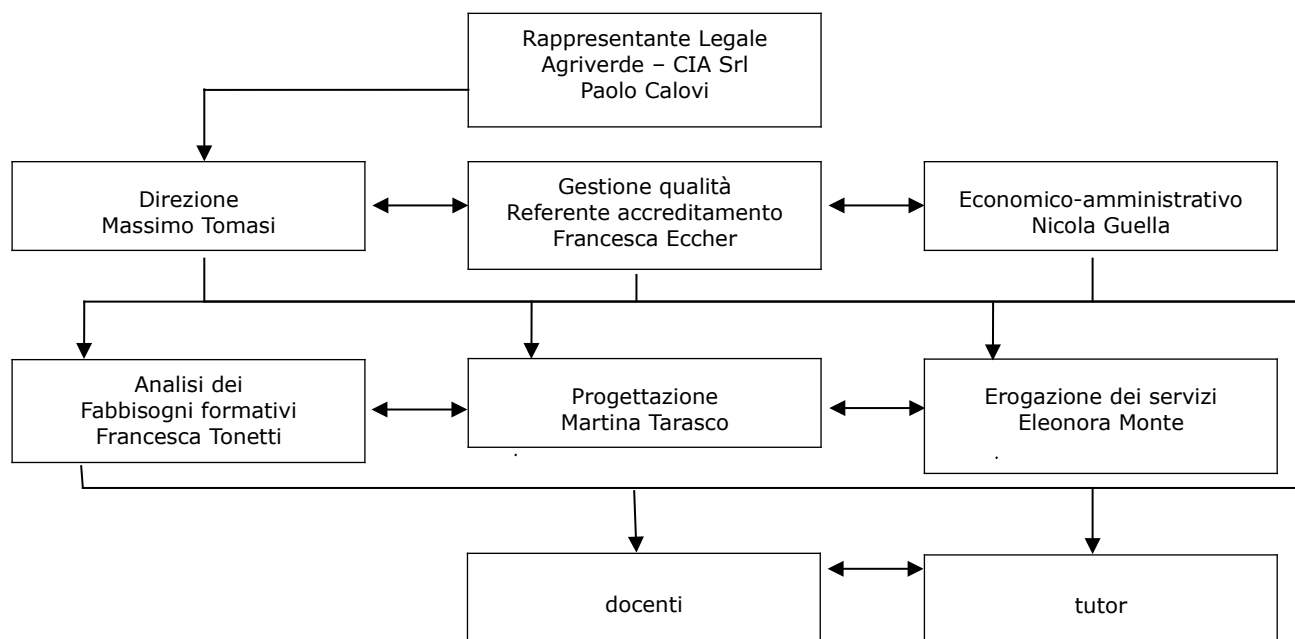 Rappresentante Legale
Agriverde – CIA Srl
Paolo Calovi
Direzione
Massimo Tomasi
Gestione qualità
Referente accreditamento
Francesca Eccher
Economico-amministrativo
Nicola Guella
Analisi dei
Fabbisogni formativi
Francesca Tonetti
Progettazione
Martina Tarasco
.
Erogazione dei servizi
Eleonora Monte
.
docenti
tutor